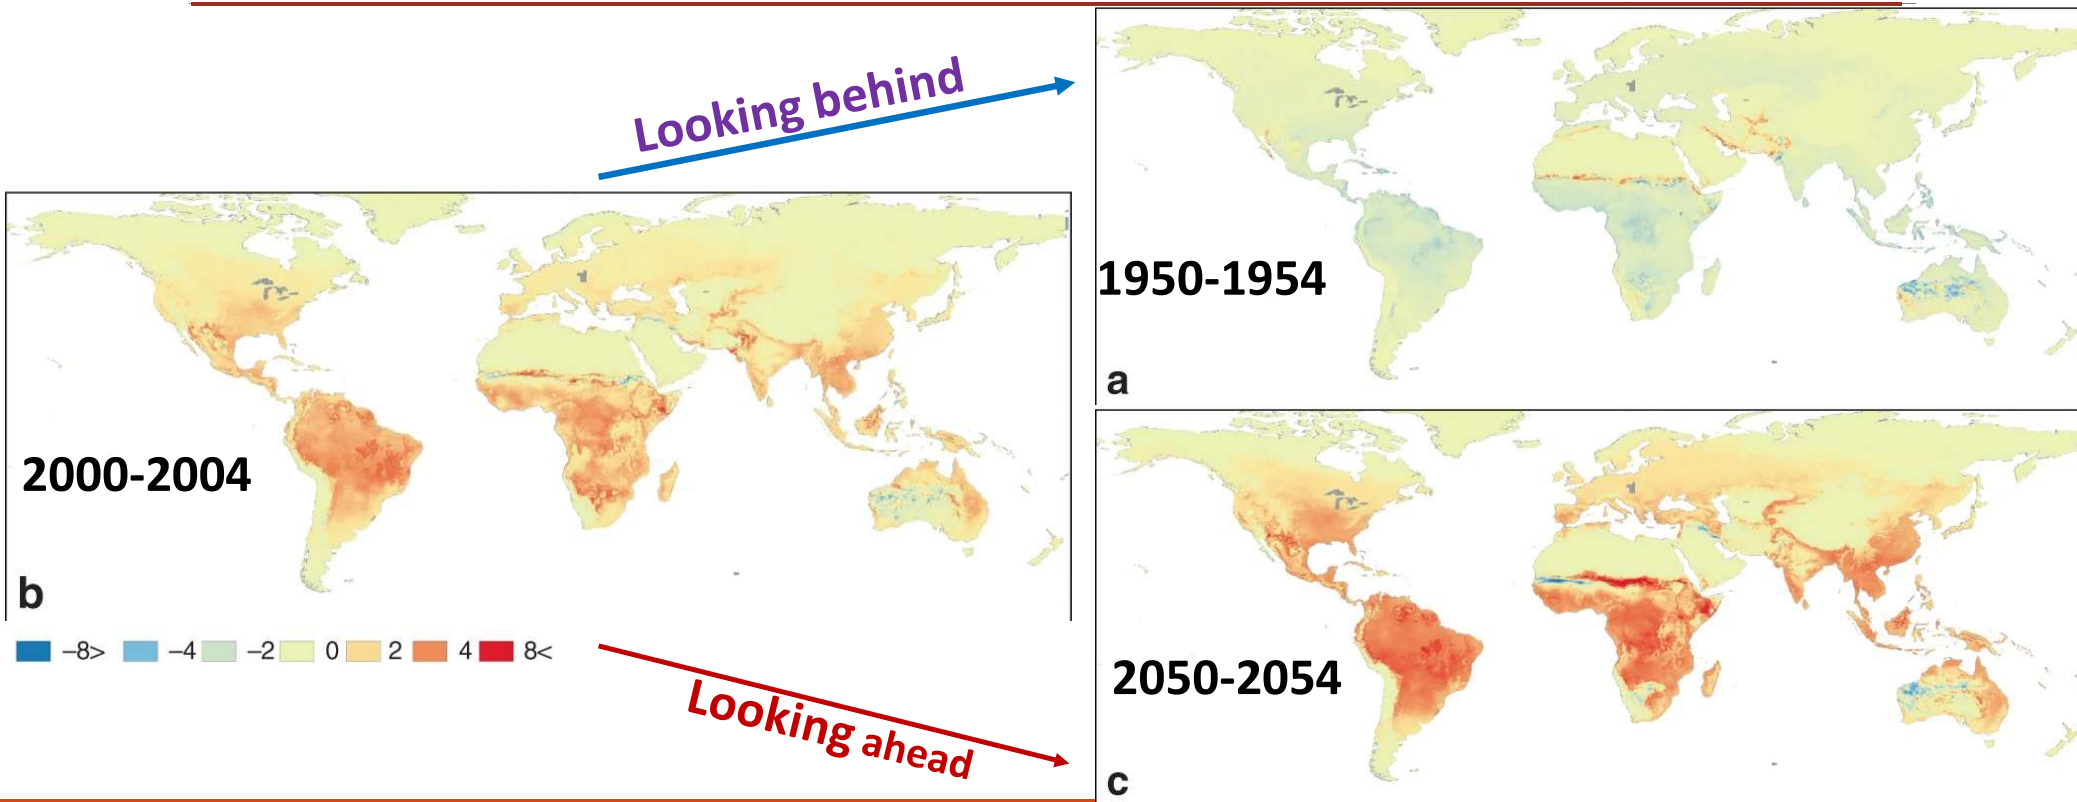 Looking behind
1950-1954
a
2000-2004
b
−8> −4 −2 0 2 4 8<
Looking ahead
2050-2054
c